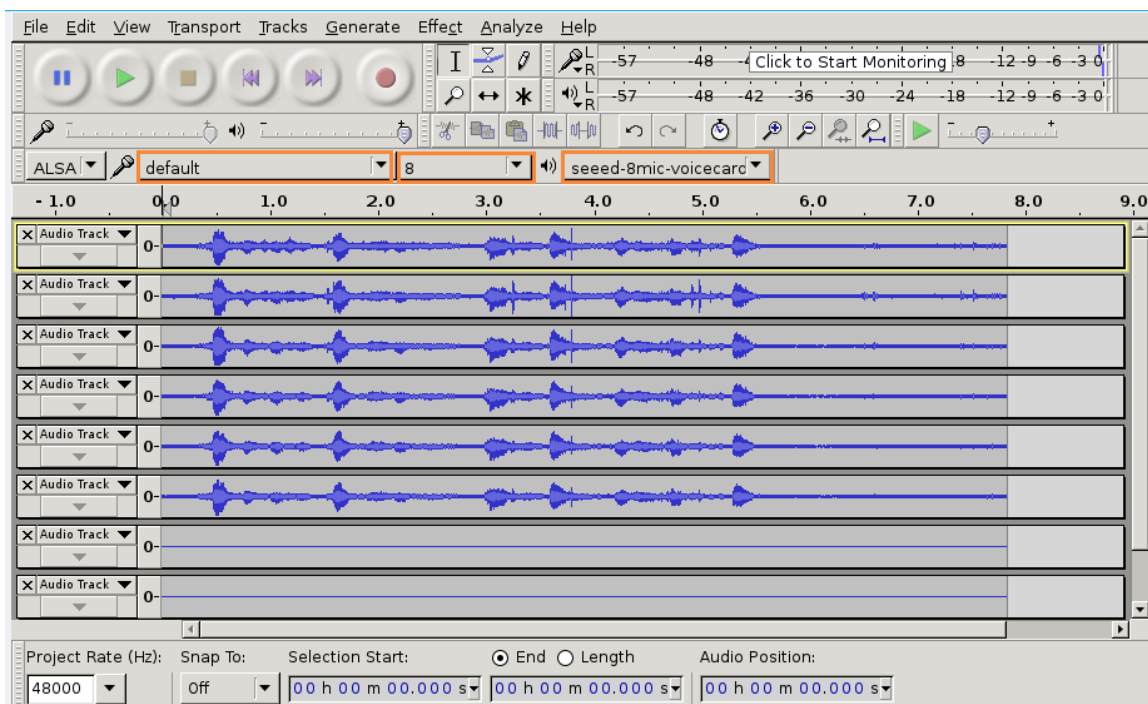 File Edit View Transport Tracks Generate Effect Analyze Help
L
R
-57 -48 -4 Click to Start Monitoring 8 -12 -9 -6 -3 0
L
R
-57 -48 -42 -36 -30 -24 -18 -12 -9 -6 -3 0
- + - + - +
ALSA default 8 seeed-8mic-voicecard
- 1.0 0.0 1.0 2.0 3.0 4.0 5.0 6.0 7.0 8.0 9.0
X Audio Track
0-
X Audio Track
0-
X Audio Track
0-
X Audio Track
0-
X Audio Track
0-
X Audio Track
0-
X Audio Track
0-
X Audio Track
0-
Project Rate (Hz): Snap To: Selection Start: End Length Audio Position:
48000 Off 00 h 00 m 00.000 s 00 h 00 m 00.000 s 00 h 00 m 00.000 s